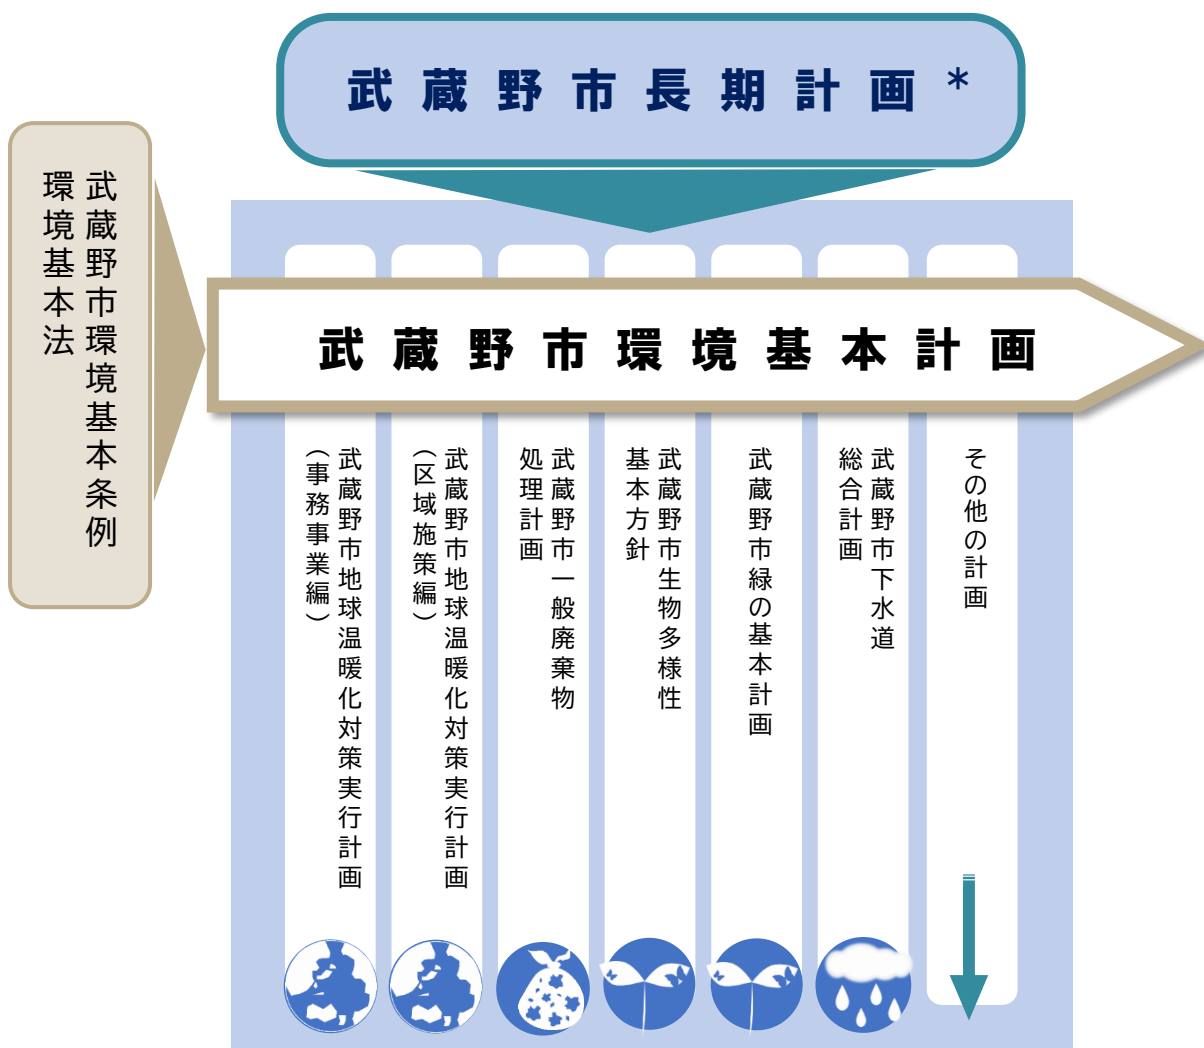 武蔵野市長期計画*
武蔵野市環境基本条例
環境基本法
武蔵野市環境基本計画
武蔵野市地球温暖化対策実行計画
（事務事業編）
武蔵野市地球温暖化対策実行計画
（区域施策編）
武蔵野市一般廃棄物
処理計画
武蔵野市生物多様性
基本方針
武蔵野市緑の基本計画
武蔵野市下水道
総合計画
その他の計画